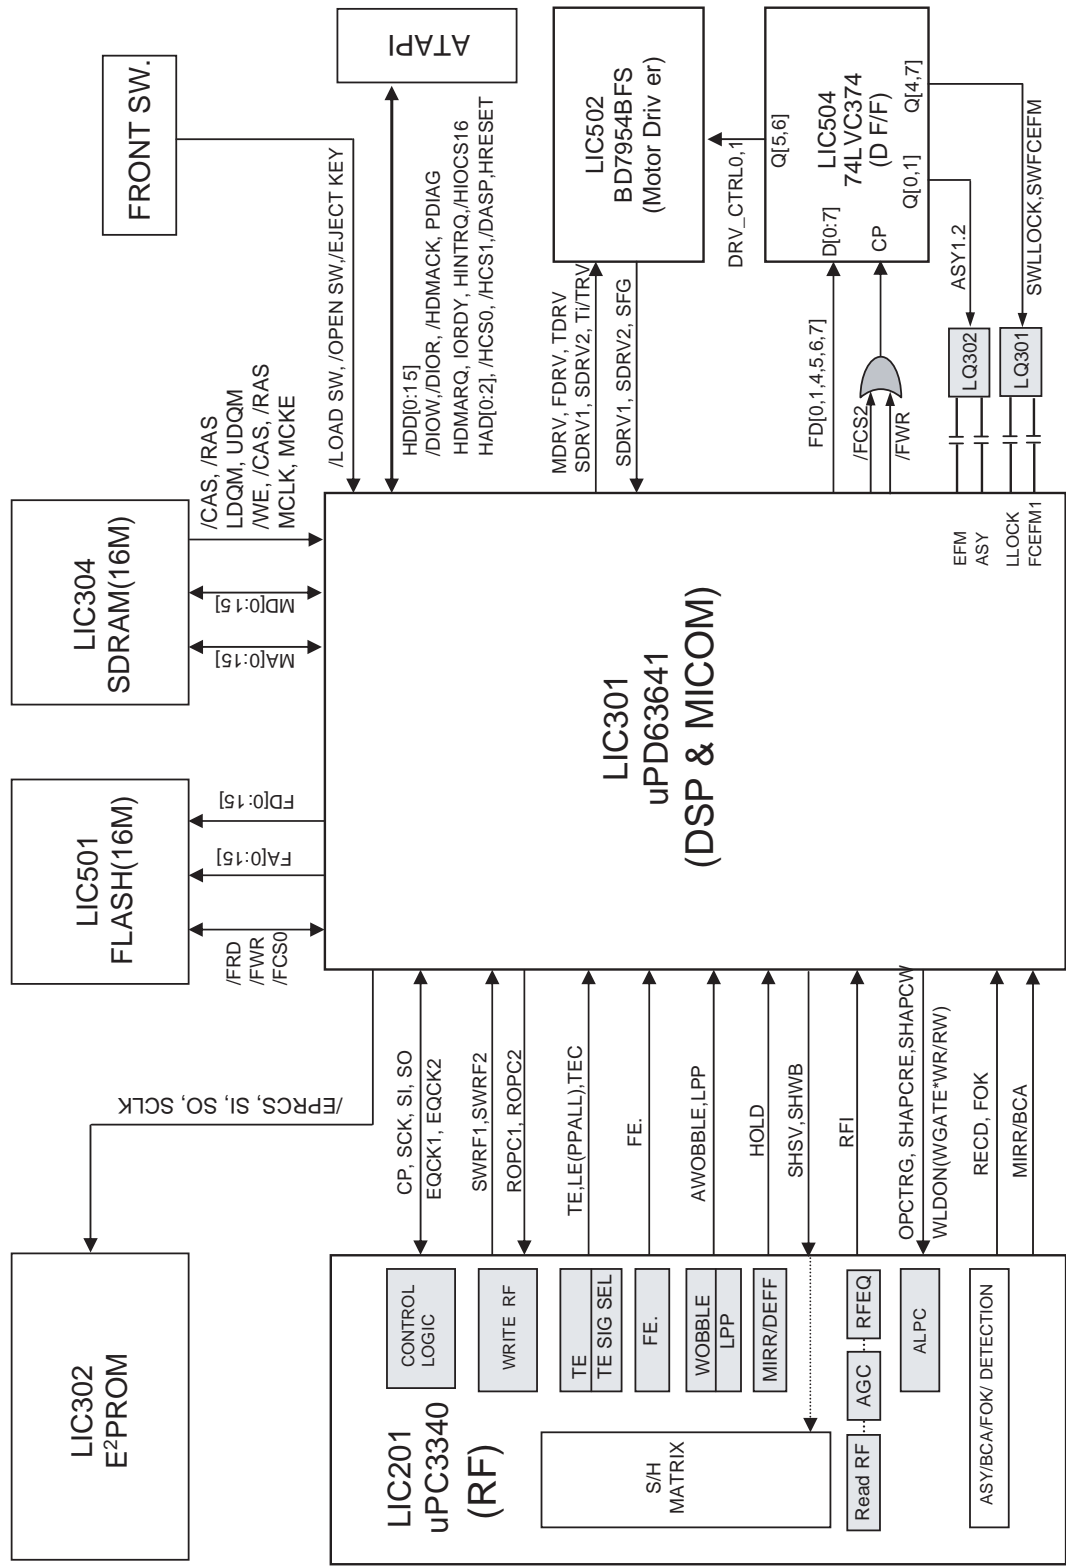 LIC302
E²PROM
/EPRCS, SI, SO, SCLK
LIC501
FLASH(16M)
/FRD
/FWR
/FCS0
FA[0:15]
FD[0:15]
LIC304
SDRAM(16M)
MA[0:15]
MD[0:15]
/CAS, /RAS
LDQM, UDQM
/WE, /CAS, /RAS
MCLK, MCKE
FRONT SW.
/LOAD SW, /OPEN SW,/EJECT KEY
ATAPI
HDD[0:15]
/DIOW,/DIOR, /HDMACK, PDIAG
HDMARQ, IORDY, HINTRQ,/HIOCS16
HAD[0:2], /HCS0, /HCS1,/DASP,HRESET
LIC201
uPC3340
(RF)
CONTROL
LOGIC
WRITE RF
TE
TE SIG SEL
FE.
WOBBLE
LPP
MIRR/DEFF
S/H
MATRIX
Read RF
AGC
RFEQ
ALPC
ASY/BCA/FOK/ DETECTION
CP, SCK, SI, SO
EQCK1, EQCK2
SWRF1,SWRF2
ROPC1, ROPC2
TE,LE(PPALL),TEC
FE.
AWOBBLE,LPP
HOLD
SHSV,SHWB
RFI
OPCTRG, SHAPCRE,SHAPCW
WLDON(WGATE*WR/RW)
RECD, FOK
MIRR/BCA
LIC301
uPD63641
(DSP & MICOM)
EFM
ASY
LLOCK
FCEFM1
MDRV, FDRV, TDRV
SDRV1, SDRV2, Ti/TRV
SDRV1, SDRV2, SFG
LIC502
BD7954BFS
(Motor Driv er)
DRV_CTRL0,1
FD[0,1,4,5,6,7]
/FCS2
/FWR
Q[5,6]
D[0:7]
CP
LIC504
74LVC374
(D F/F)
Q[0,1]
Q[4,7]
LQ302
LQ301
ASY1.2
SWLLOCK,SWFCEFM